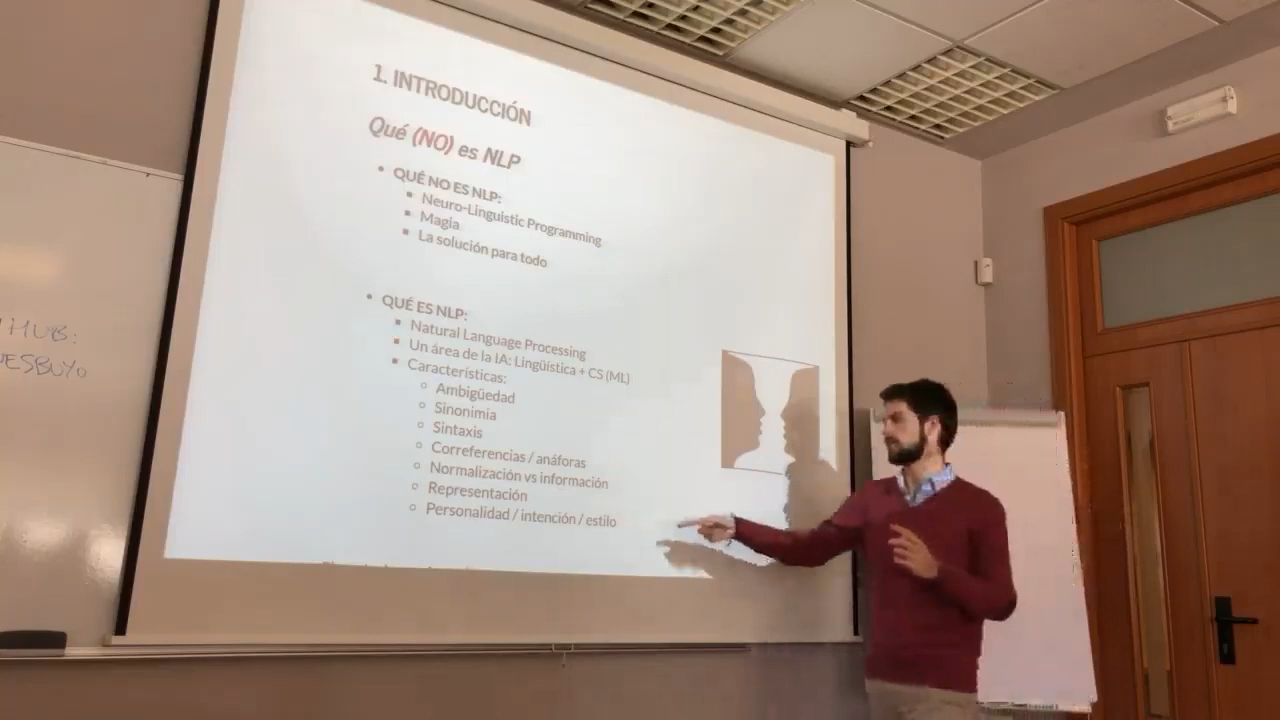 1. INTRODUCCIÓN
Qué (NO) es NLP
• QUÉ NO ES NLP:
▪ Neuro-Linguistic Programming
▪ Magia
▪ La solución para todo
• QUÉ ES NLP:
▪ Natural Language Processing
▪ Un área de la IA: Lingüística + CS (ML)
▪ Características:
○ Ambigüedad
○ Sinonimia
○ Sintaxis
○ Correferencias / anáforas
○ Normalización vs información
○ Representación
○ Personalidad / intención / estilo
HUB: